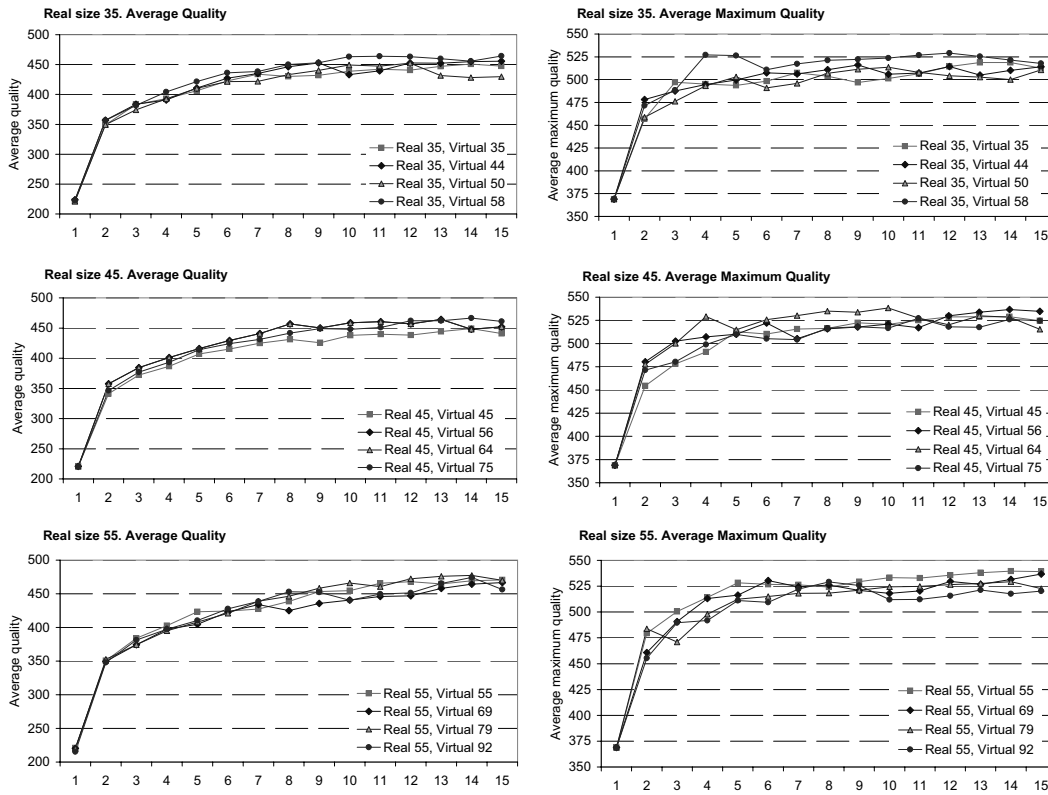 Real size 35. Average Quality
Average quality
500
450
400
350
300
250
200
Real 35, Virtual 35
Real 35, Virtual 44
Real 35, Virtual 50
Real 35, Virtual 58
1 2 3 4 5 6 7 8 9 10 11 12 13 14 15
Real size 35. Average Maximum Quality
Average maximum quality
550
525
500
475
450
425
400
375
350
Real 35, Virtual 35
Real 35, Virtual 44
Real 35, Virtual 50
Real 35, Virtual 58
1 2 3 4 5 6 7 8 9 10 11 12 13 14 15
Real size 45. Average Quality
Average quality
500
450
400
350
300
250
200
Real 45, Virtual 45
Real 45, Virtual 56
Real 45, Virtual 64
Real 45, Virtual 75
1 2 3 4 5 6 7 8 9 10 11 12 13 14 15
Real size 45. Average Maximum Quality
Average maximum quality
550
525
500
475
450
425
400
375
350
Real 45, Virtual 45
Real 45, Virtual 56
Real 45, Virtual 64
Real 45, Virtual 75
1 2 3 4 5 6 7 8 9 10 11 12 13 14 15
Real size 55. Average Quality
Average quality
500
450
400
350
300
250
200
Real 55, Virtual 55
Real 55, Virtual 69
Real 55, Virtual 79
Real 55, Virtual 92
1 2 3 4 5 6 7 8 9 10 11 12 13 14 15
Real size 55. Average Maximum Quality
Average maximum quality
550
525
500
475
450
425
400
375
350
Real 55, Virtual 55
Real 55, Virtual 69
Real 55, Virtual 79
Real 55, Virtual 92
1 2 3 4 5 6 7 8 9 10 11 12 13 14 15